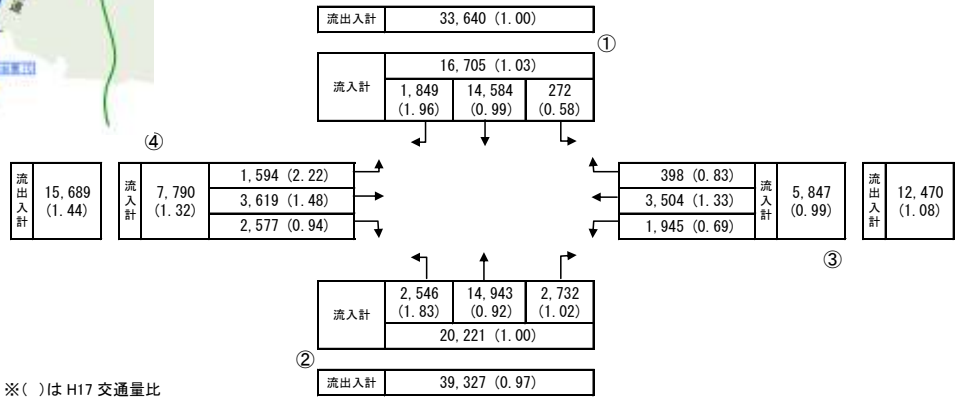 流出入計 33,640 (1.00)
①
流入計 16,705 (1.03)
1,849 14,584 272
(1.96) (0.99) (0.58)
④
流出入計 15,689 (1.44)
流入計 7,790 (1.32)
1,594 (2.22)
3,619 (1.48)
2,577 (0.94)
398 (0.83)
3,504 (1.33)
1,945 (0.69)
流入計 5,847 (0.99)
流出入計 12,470 (1.08)
③
流入計
2,546 14,943 2,732
(1.83) (0.92) (1.02)
20,221 (1.00)
②
流出入計 39,327 (0.97)
※( )は H17 交通量比